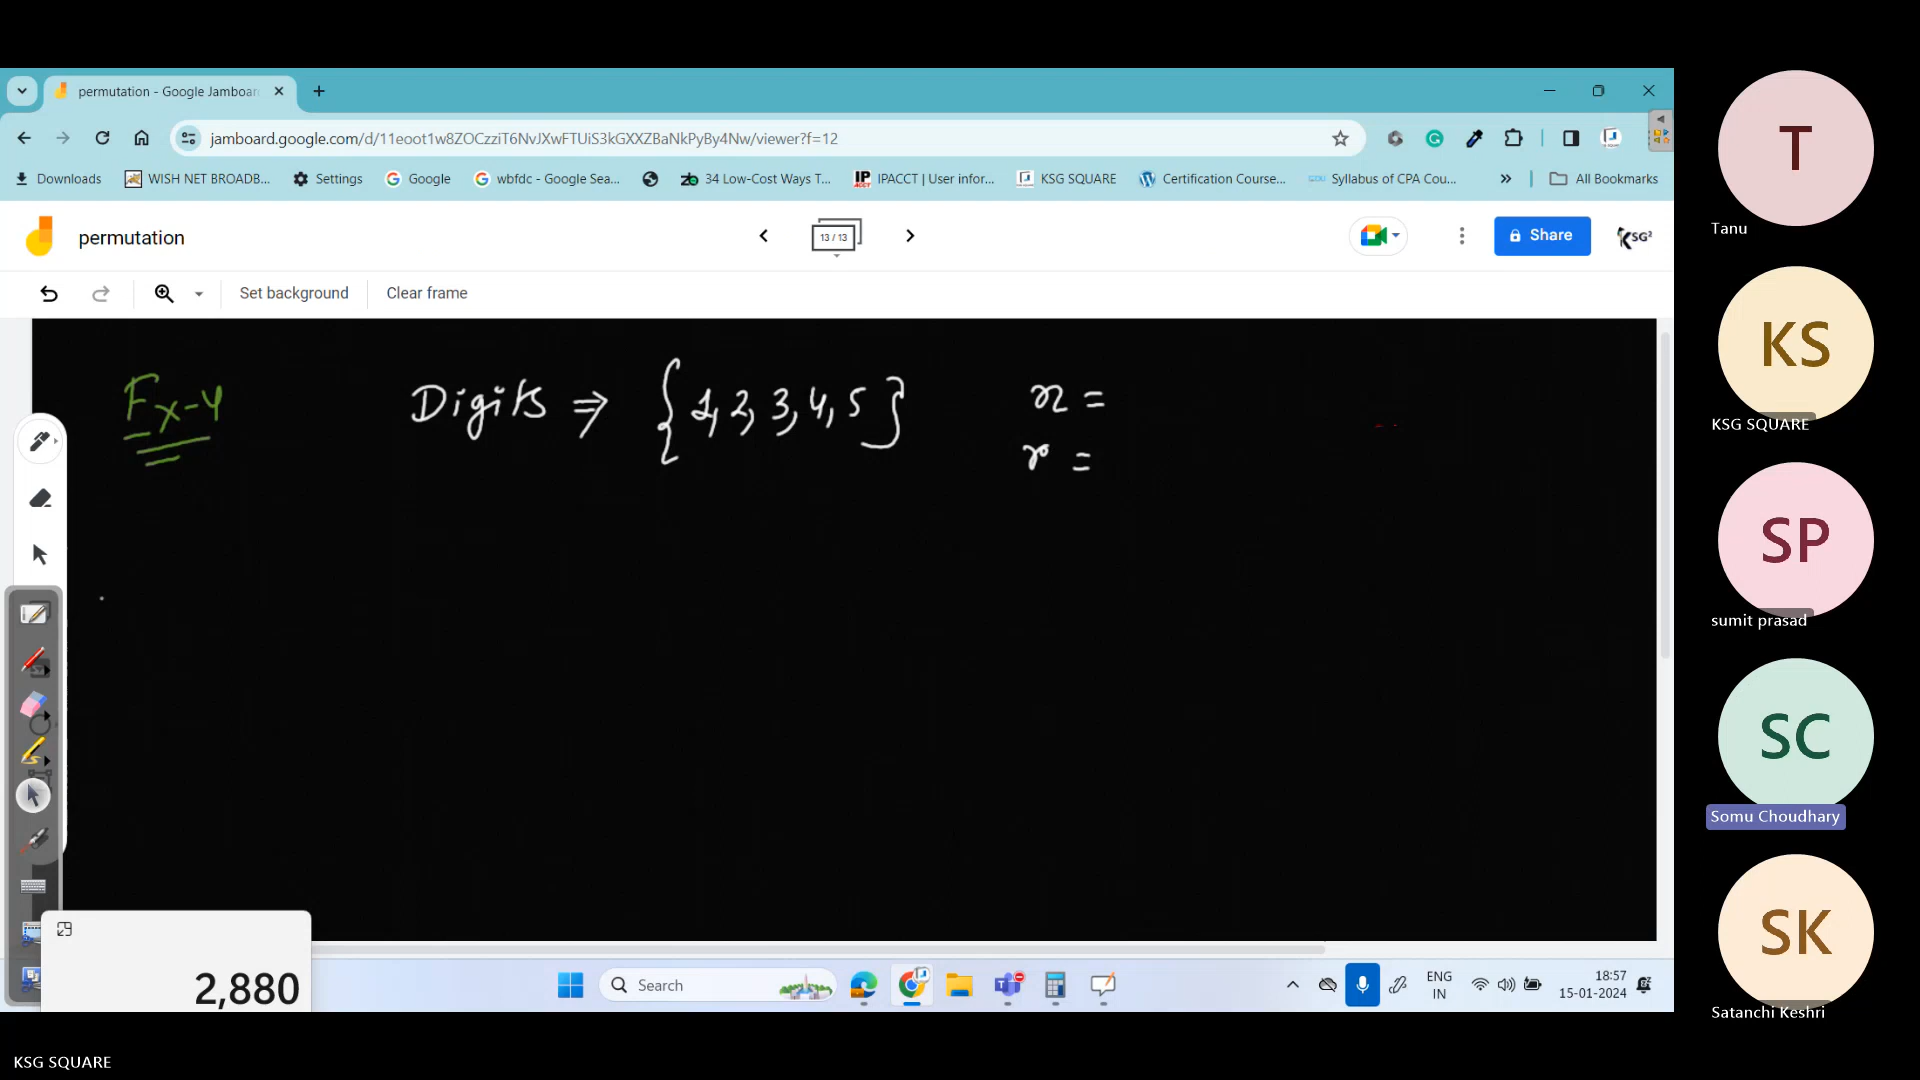 permutation - Google Jamboar
jamboard.google.com/d/11eoot1w8ZOCzziT6NvJXwFTUiS3kGXXZBaNkPyBy4Nw/viewer?f=12
Downloads WISH NET BROADB... Settings Google wbfdc - Google Sea... 34 Low-Cost Ways T... IPACCT | User infor... KSG SQUARE Certification Course... Syllabus of CPA Cou... » All Bookmarks
permutation 13 / 13 Share KSG²
Set background Clear frame
Fx-4 Digits ⇒ {1, 2, 3, 4, 5} n =
r =
2,880
Search
ENG
IN
18:57
15-01-2024
T
Tanu
KS
KSG SQUARE
SP
sumit prasad
SC
Somu Choudhary
SK
Satanchi Keshri
KSG SQUARE